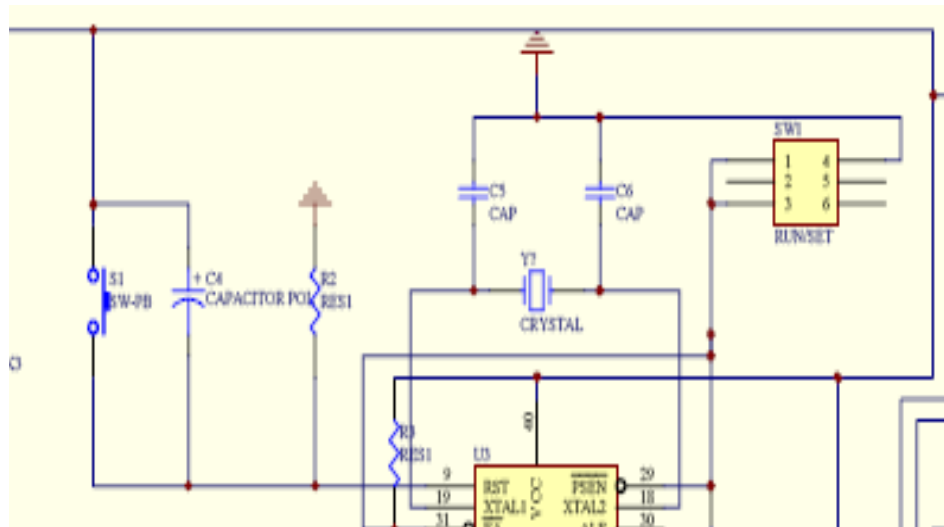 SW1
1 4
2 5
3 6
RUN/SET
C5
CAP
C6
CAP
Y?
CRYSTAL
S1
SW-PB
C4
+
CAPACITOR POL
R2
RES1
R3
RES1
40
U3
9
RST
VCC
PSEN
29
19
XTAL1
XTAL2
18
31
30